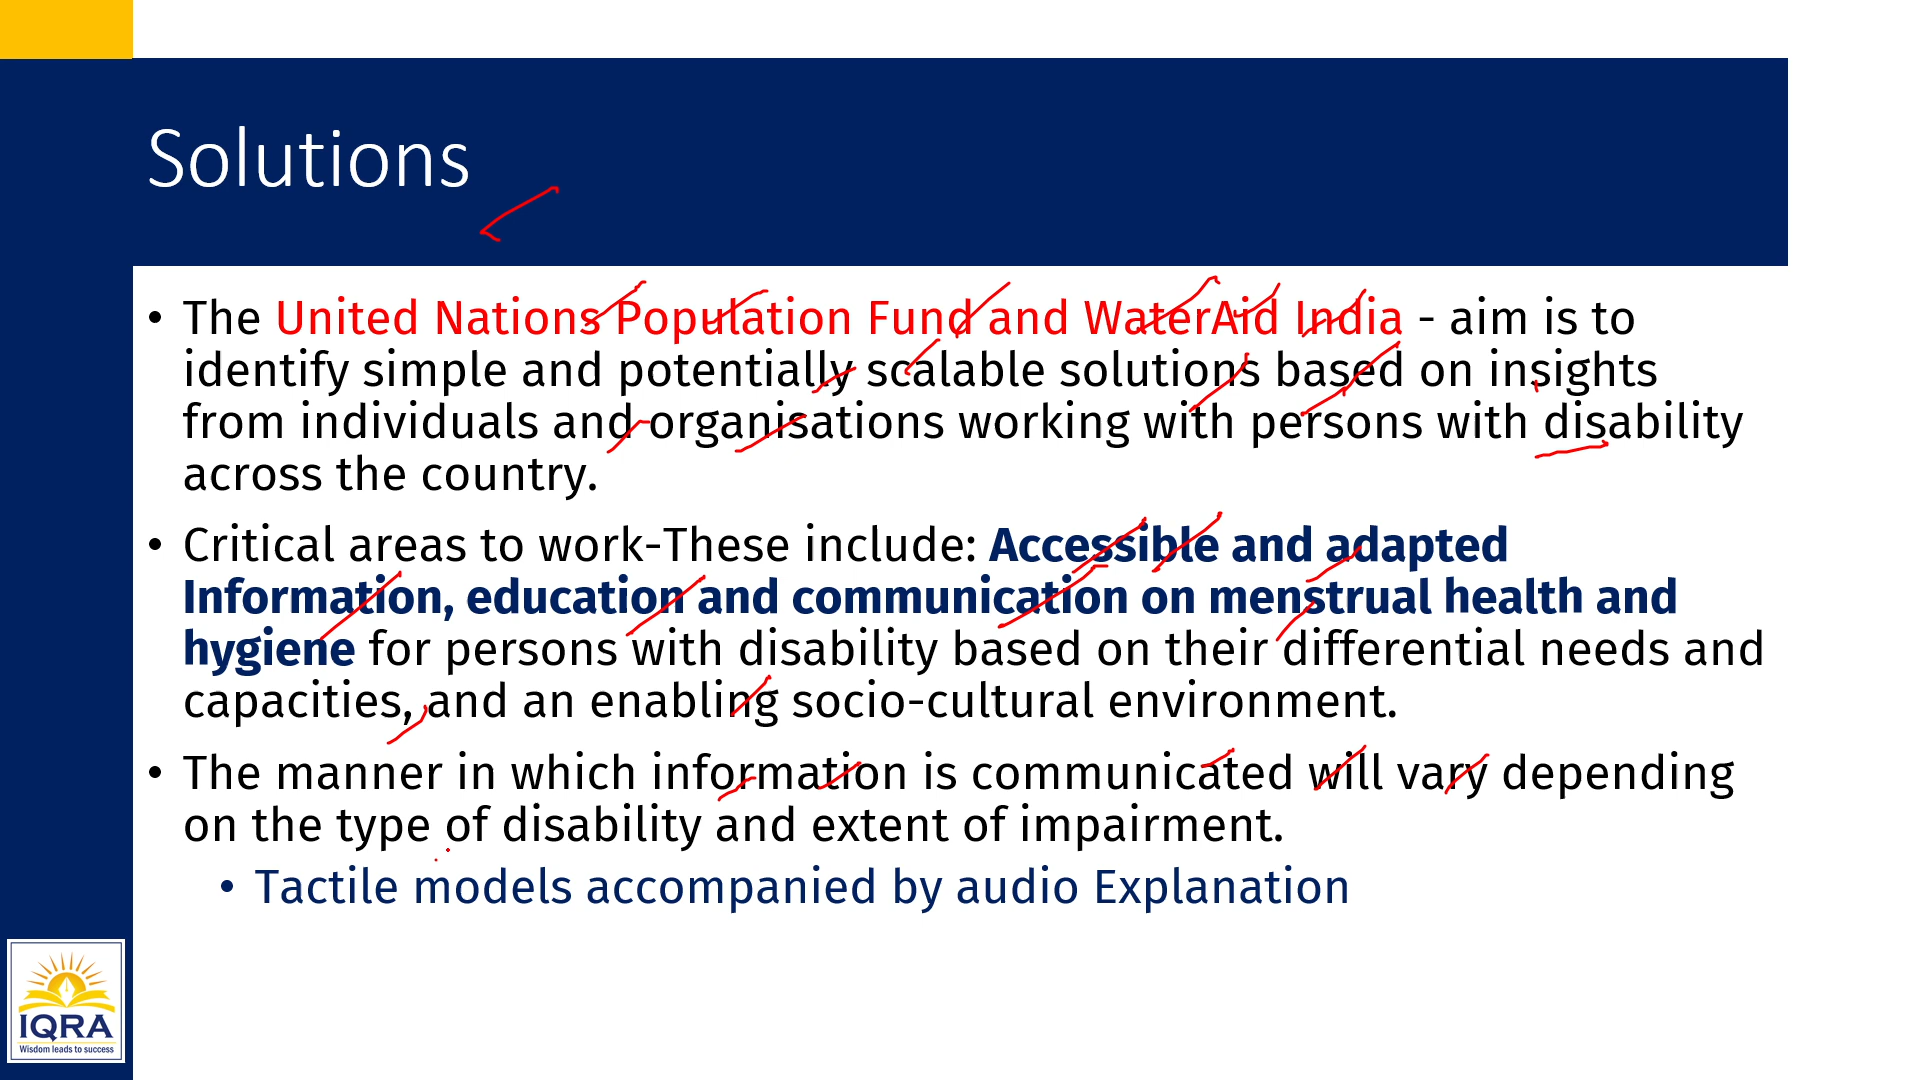 Solutions
• The United Nations Population Fund and WaterAid India - aim is to
identify simple and potentially scalable solutions based on insights
from individuals and organisations working with persons with disability
across the country.
• Critical areas to work-These include: Accessible and adapted
Information, education and communication on menstrual health and
hygiene for persons with disability based on their differential needs and
capacities, and an enabling socio-cultural environment.
• The manner in which information is communicated will vary depending
on the type of disability and extent of impairment.
• Tactile models accompanied by audio Explanation
IQRA
Wisdom leads to success